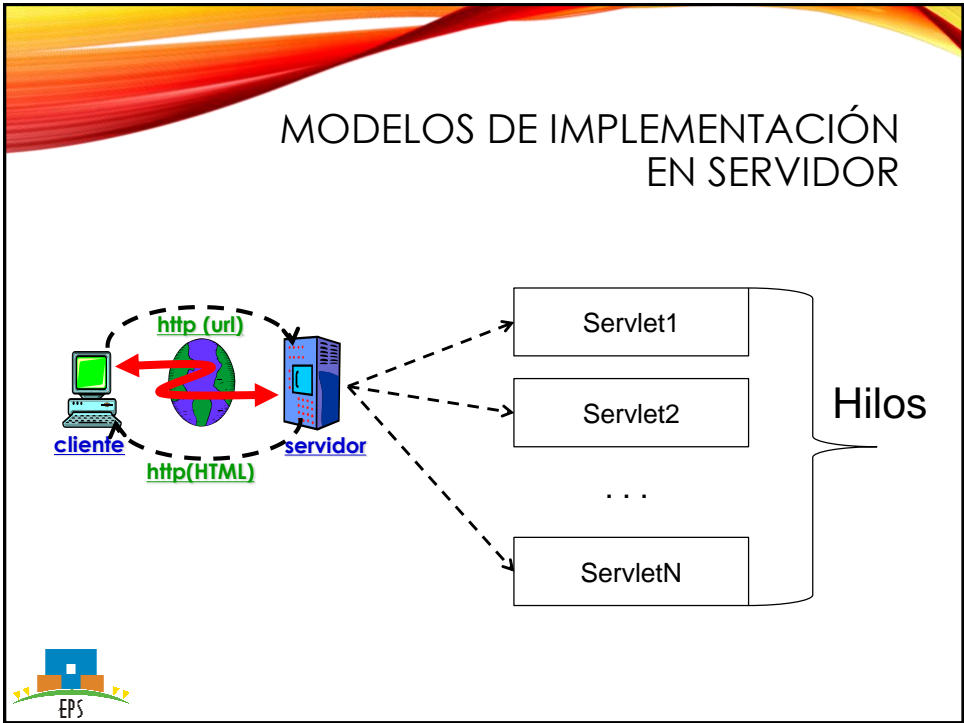 MODELOS DE IMPLEMENTACIÓN
EN SERVIDOR
http (url)
cliente
servidor
http(HTML)
Servlet1
Servlet2
. . .
ServletN
Hilos
EPS